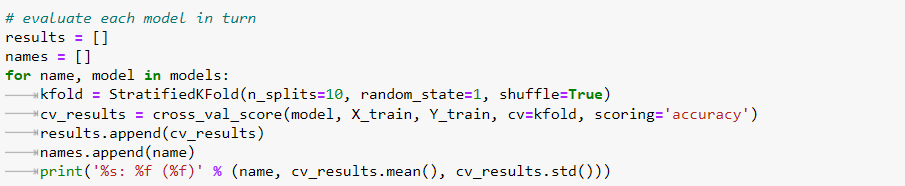 # evaluate each model in turn
results = []
names = []
for name, model in models:
	kfold = StratifiedKFold(n_splits=10, random_state=1, shuffle=True)
	cv_results = cross_val_score(model, X_train, Y_train, cv=kfold, scoring='accuracy')
	results.append(cv_results)
	names.append(name)
	print('%s: %f (%f)' % (name, cv_results.mean(), cv_results.std()))